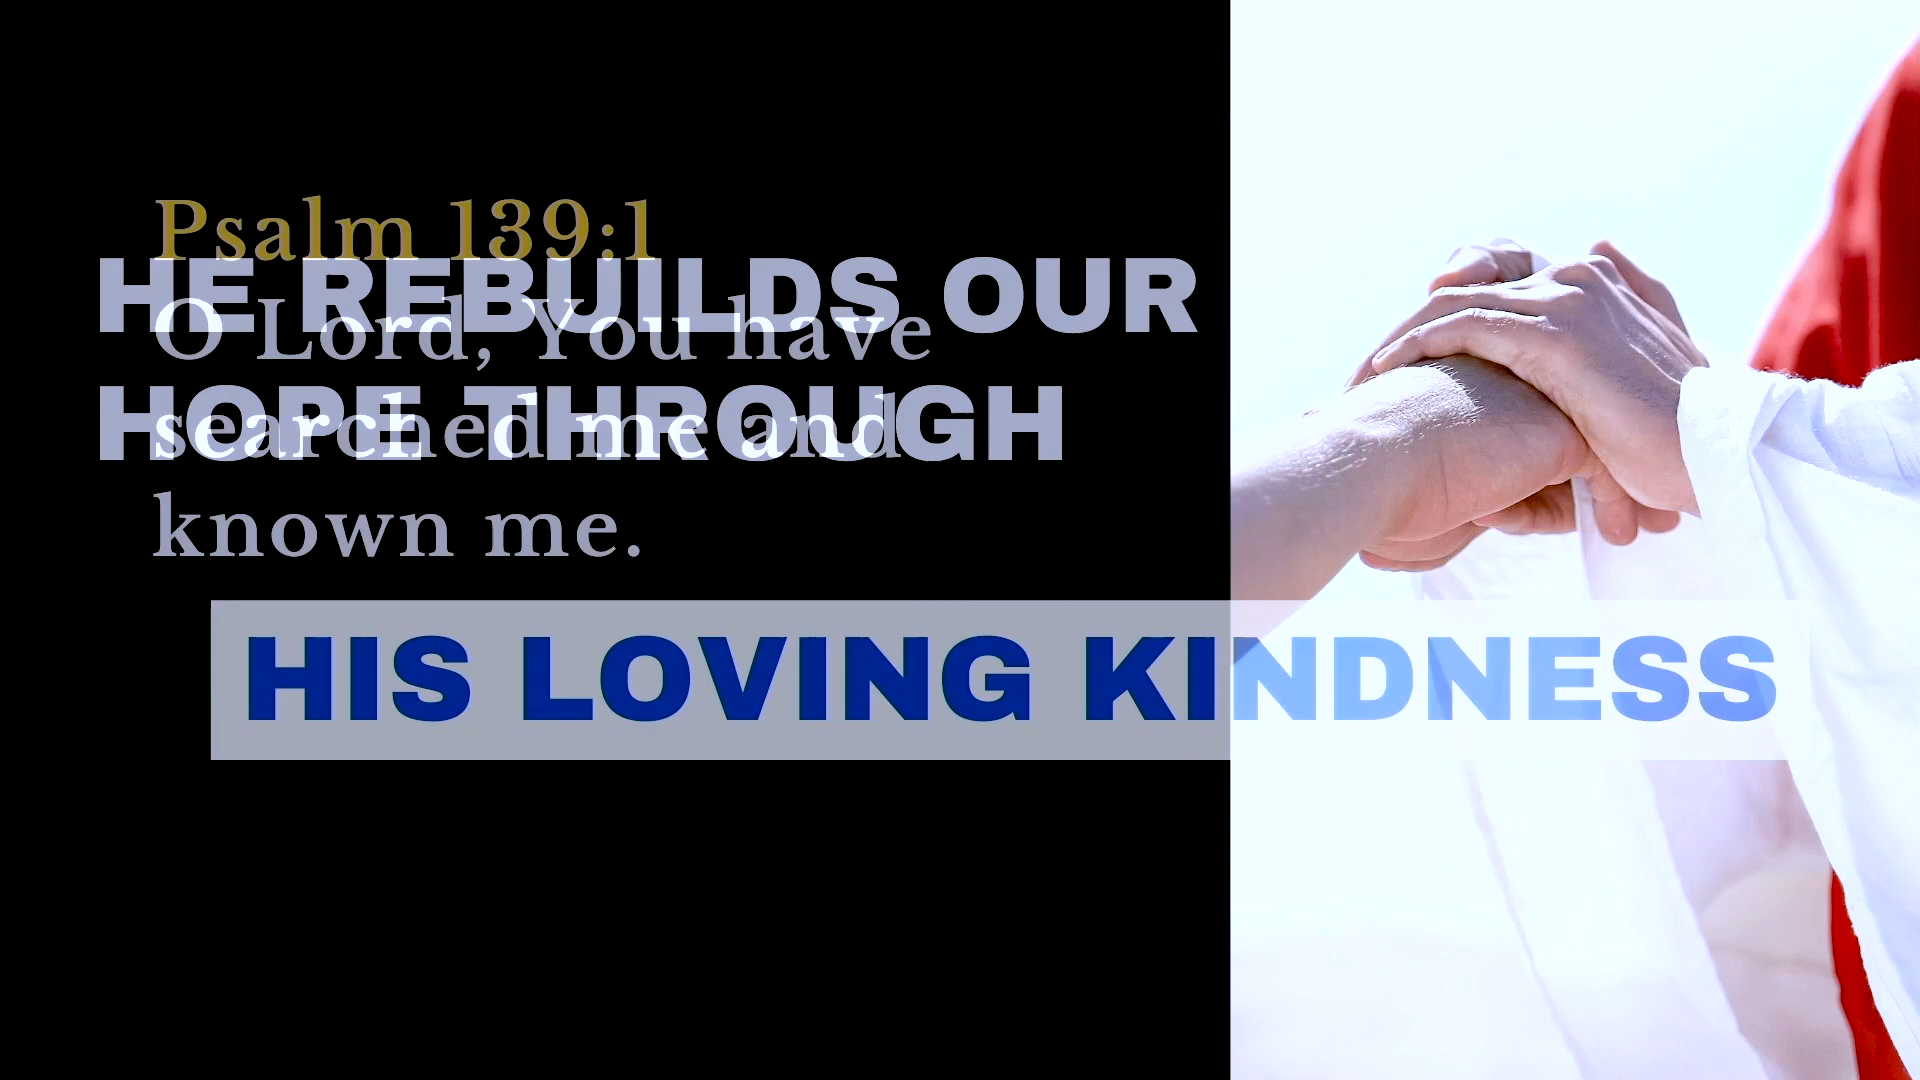 Psalm 139:1
O Lord, You have
searched me and
known me.
HE REBUILDS OUR
HOPE THROUGH
HIS LOVING KINDNESS